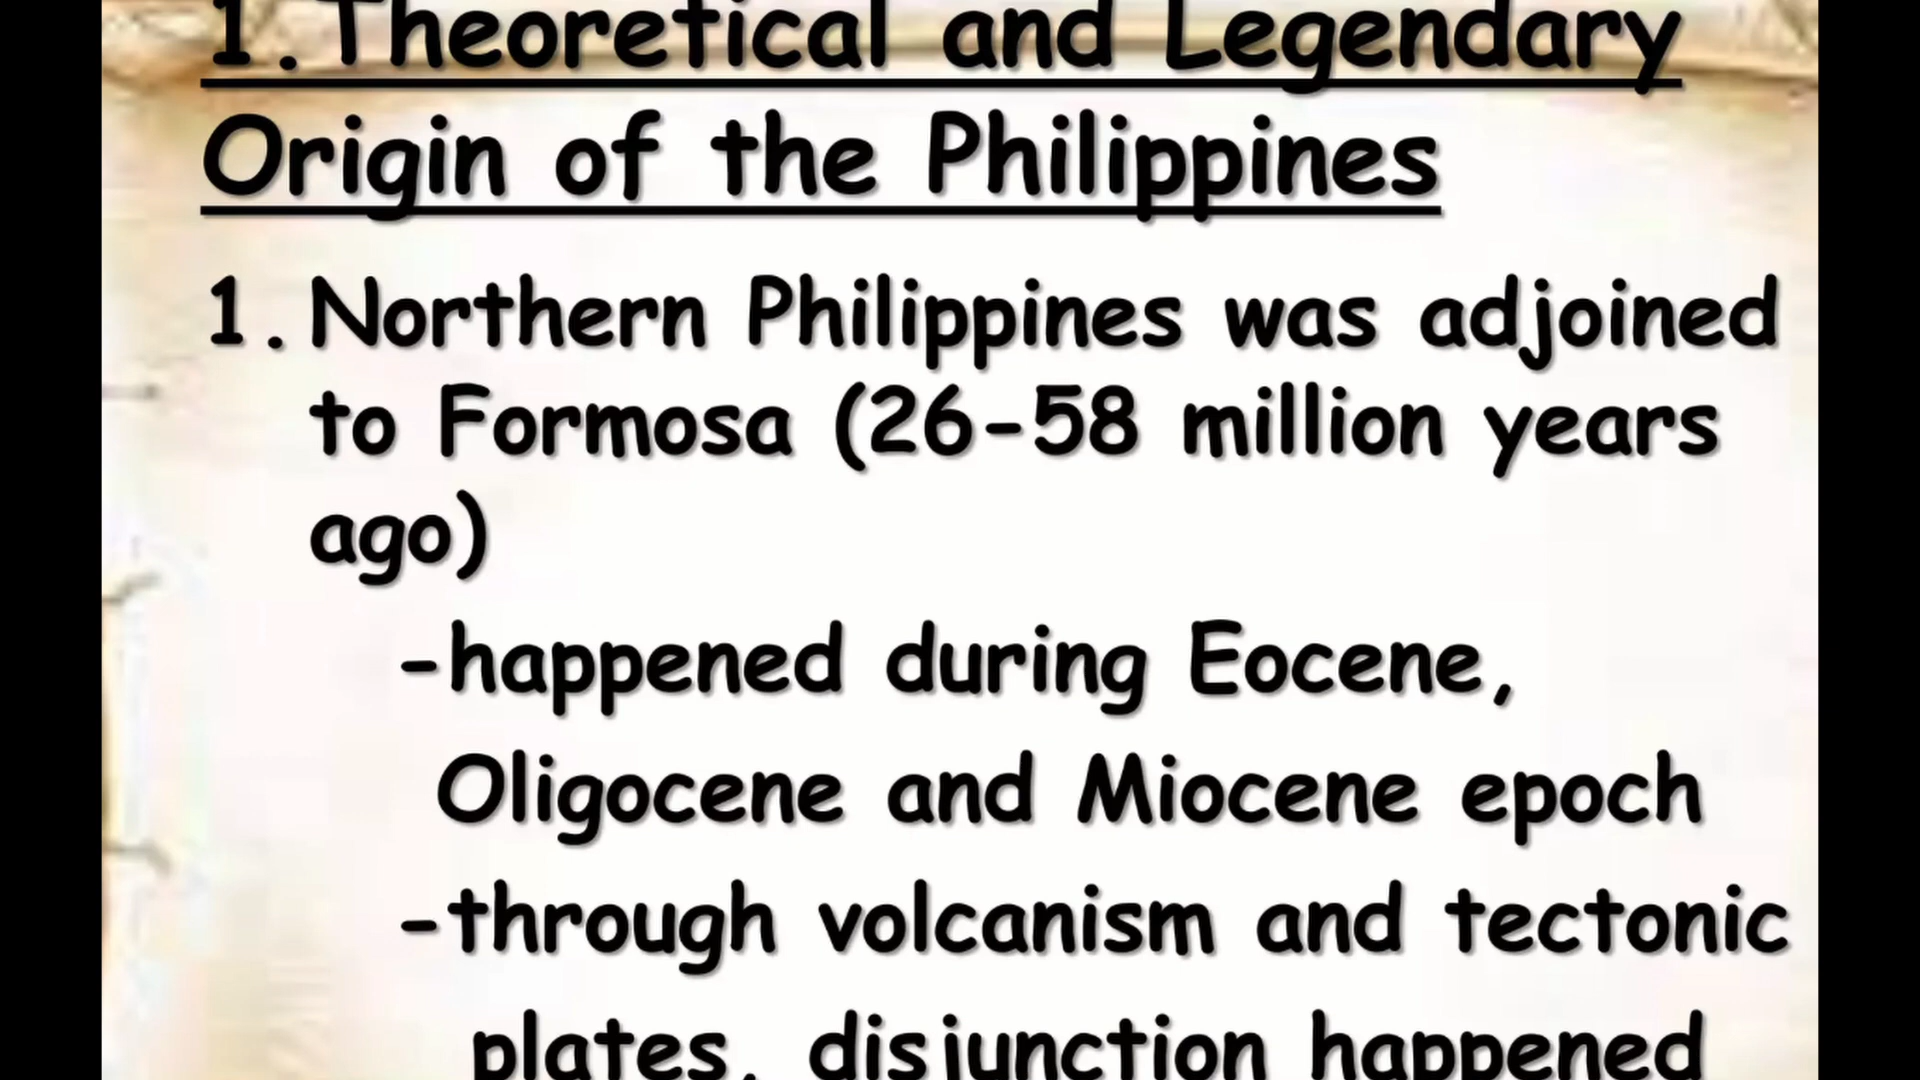 1. Theoretical and Legendary
Origin of the Philippines
1. Northern Philippines was adjoined
to Formosa (26-58 million years
ago)
-happened during Eocene,
Oligocene and Miocene epoch
-through volcanism and tectonic
plates, disjunction happened